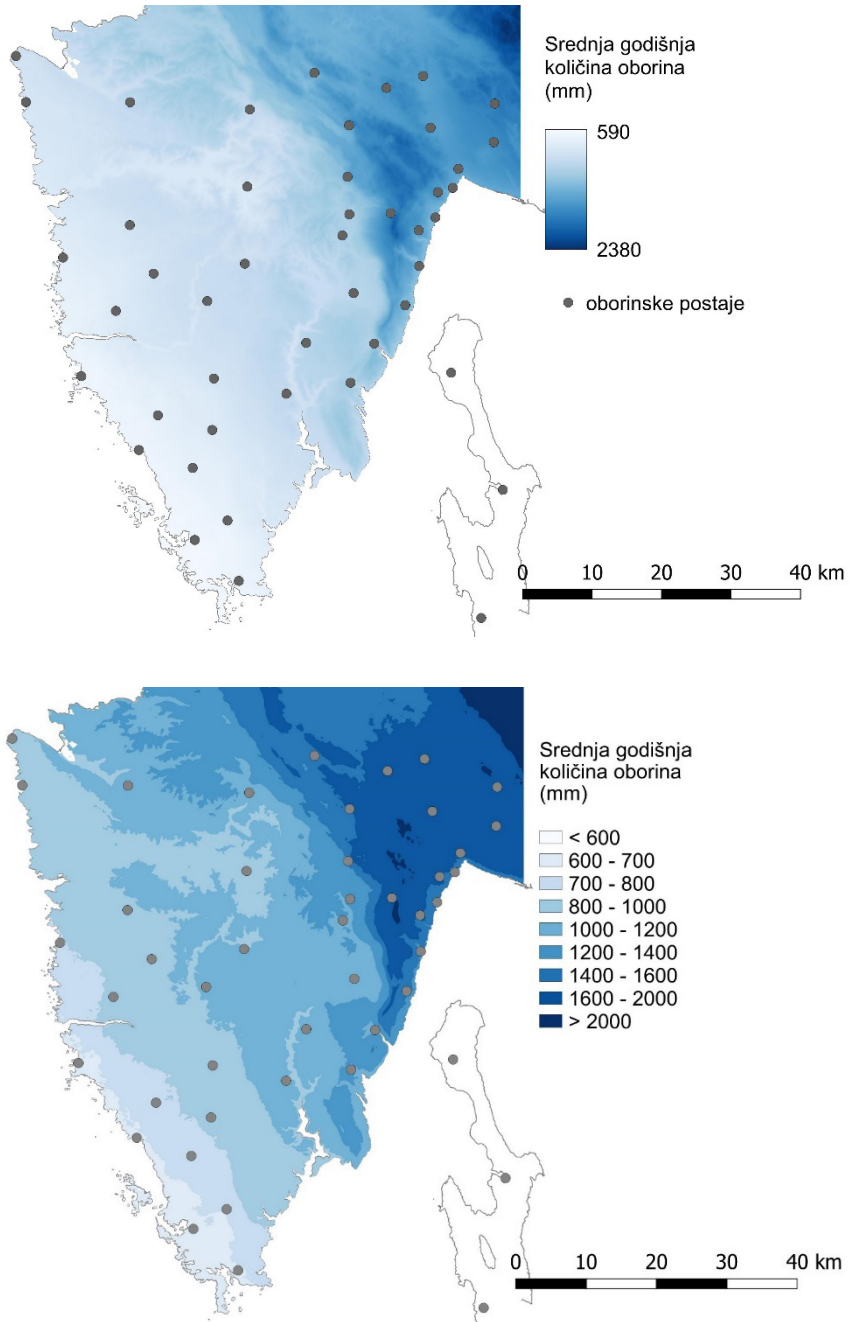 Srednja godišnja
količina oborina
(mm)
590
2380
oborinske postaje
0 10 20 30 40 km
Srednja godišnja
količina oborina
(mm)
< 600
600 - 700
700 - 800
800 - 1000
1000 - 1200
1200 - 1400
1400 - 1600
1600 - 2000
> 2000
0 10 20 30 40 km